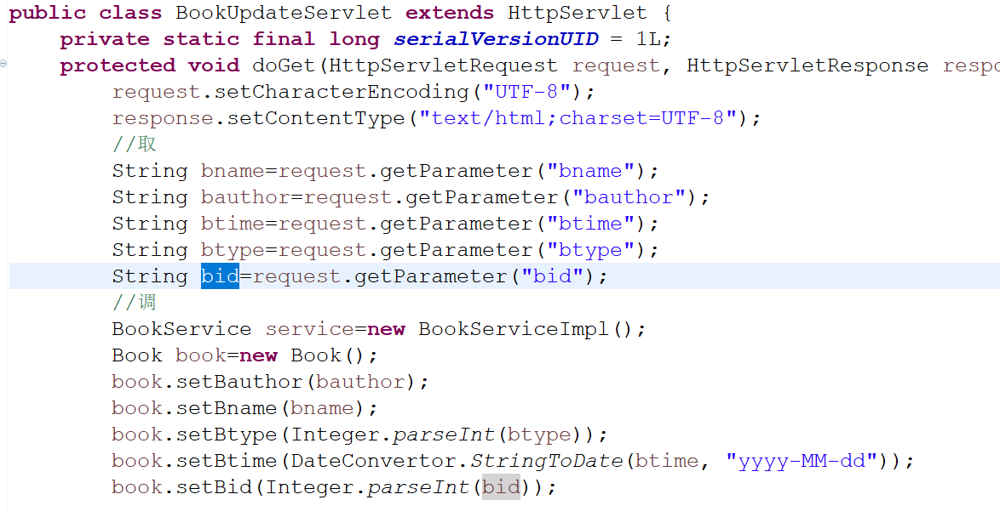 public class BookUpdateServlet extends HttpServlet {
private static final long serialVersionUID = 1L;
protected void doGet(HttpServletRequest request, HttpServletResponse respo
request.setCharacterEncoding("UTF-8");
response.setContentType("text/html;charset=UTF-8");
//取
String bname=request.getParameter("bname");
String bauthor=request.getParameter("bauthor");
String btime=request.getParameter("btime");
String btype=request.getParameter("btype");
String bid=request.getParameter("bid");
//调
BookService service=new BookServiceImpl();
Book book=new Book();
book.setBauthor(bauthor);
book.setBname(bname);
book.setBtype(Integer.parseInt(btype));
book.setBtime(DateConvertor.StringToDate(btime, "yyyy-MM-dd"));
book.setBid(Integer.parseInt(bid));